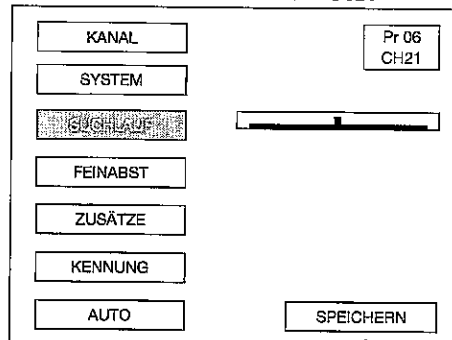 KANAL
Pr 06
CH21
SYSTEM
SUCHLAUF
FEINABST
ZUSÄTZE
KENNUNG
AUTO
SPEICHERN